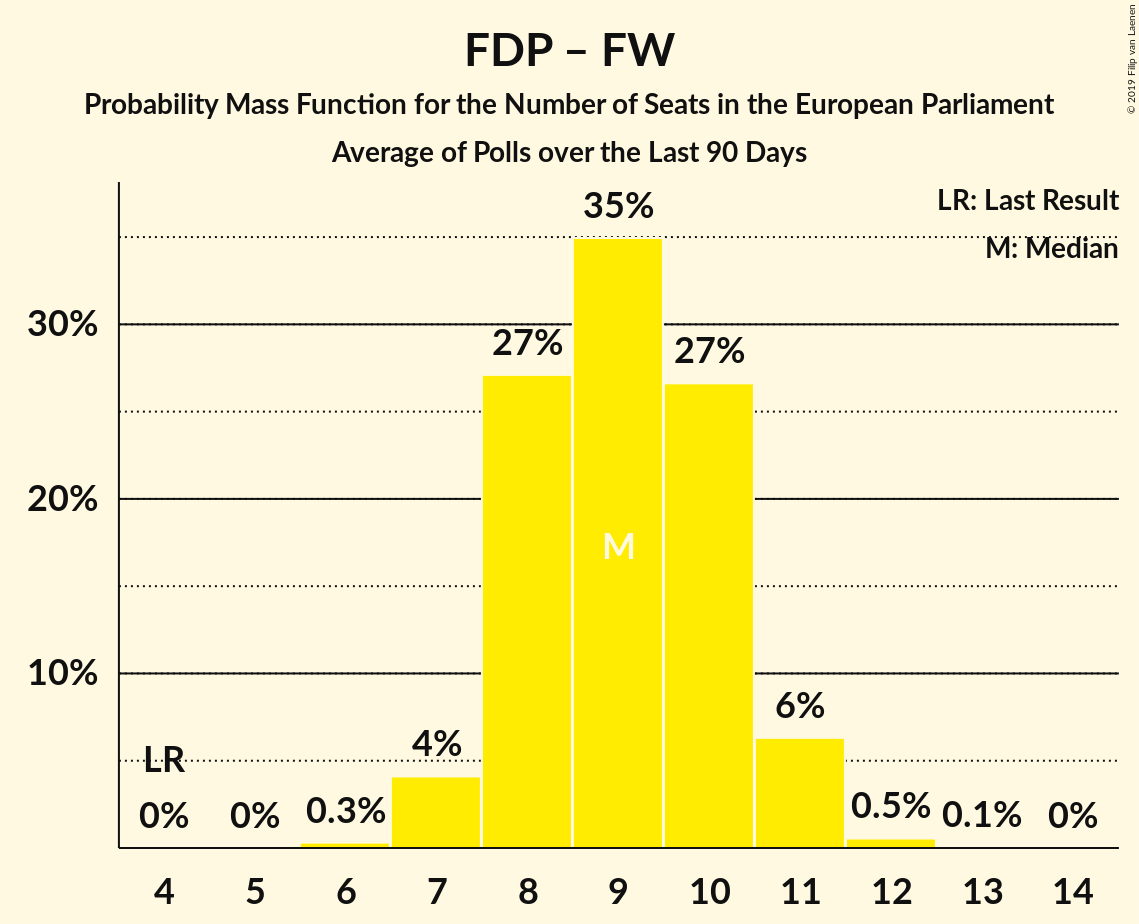 FDP – FW
Probability Mass Function for the Number of Seats in the European Parliament
Average of Polls over the Last 90 Days
© 2019 Filip van Laenen
LR: Last Result
M: Median
35%
30%
27%
27%
20%
M
10%
6%
4%
LR
0%
0%
0.3%
0.5%
0.1%
0%
4 5 6 7 8 9 10 11 12 13 14